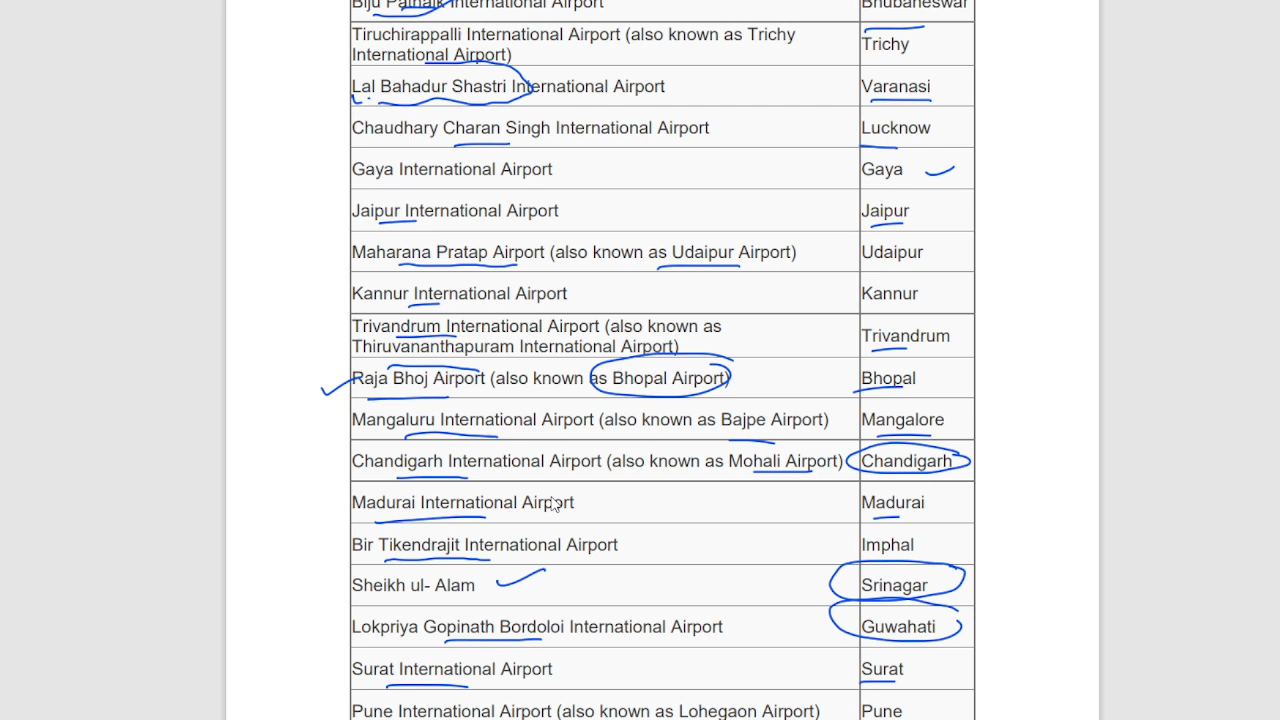 Biju Patnaik International Airport Bhubaneswar
Tiruchirappalli International Airport (also known as Trichy
International Airport) Trichy
Lal Bahadur Shastri International Airport Varanasi
Chaudhary Charan Singh International Airport Lucknow
Gaya International Airport Gaya
Jaipur International Airport Jaipur
Maharana Pratap Airport (also known as Udaipur Airport) Udaipur
Kannur International Airport Kannur
Trivandrum International Airport (also known as
Thiruvananthapuram International Airport) Trivandrum
Raja Bhoj Airport (also known as Bhopal Airport) Bhopal
Mangaluru International Airport (also known as Bajpe Airport) Mangalore
Chandigarh International Airport (also known as Mohali Airport) Chandigarh
Madurai International Airport Madurai
Bir Tikendrajit International Airport Imphal
Sheikh ul- Alam Srinagar
Lokpriya Gopinath Bordoloi International Airport Guwahati
Surat International Airport Surat
Pune International Airport (also known as Lohegaon Airport) Pune